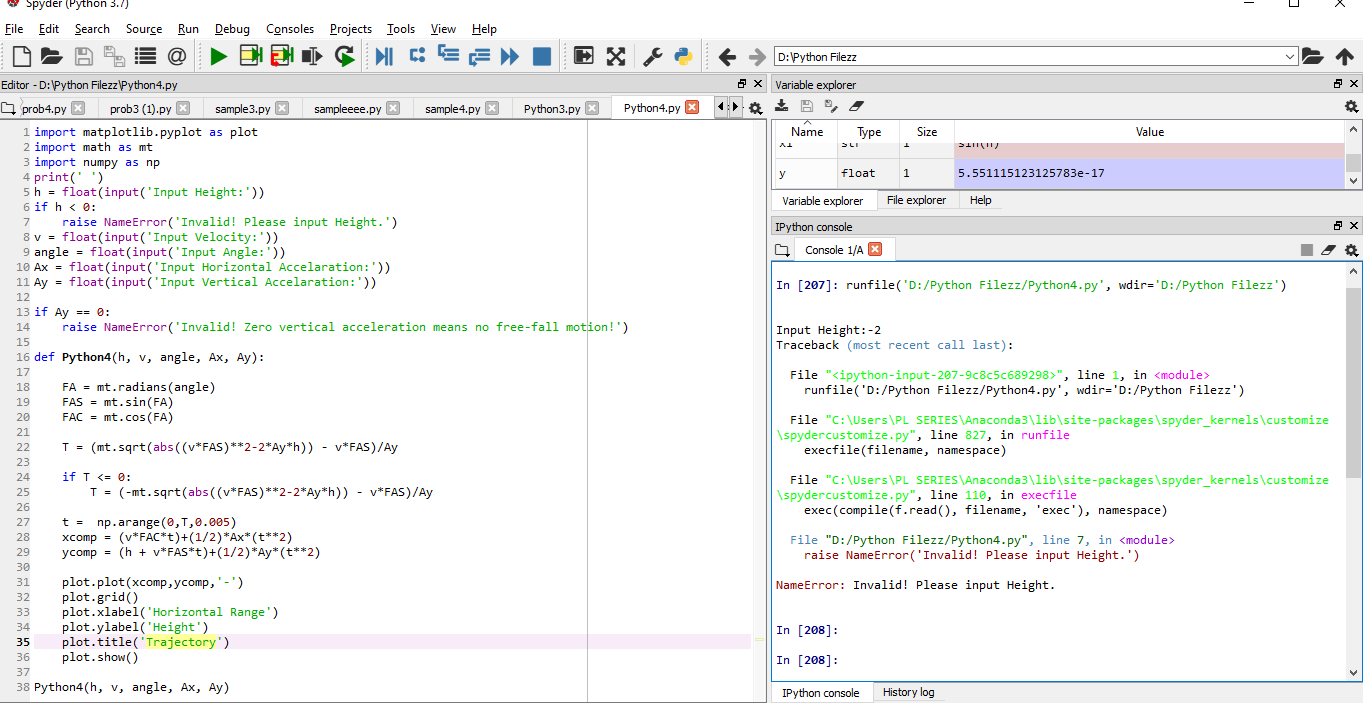 Spyder (Python 3.7)
File Edit Search Source Run Debug Consoles Projects Tools View Help
D:\Python Filezz
Editor - D:\Python Filezz\Python4.py
prob4.py prob3 (1).py sample3.py sampleeee.py sample4.py Python3.py Python4.py
1 import matplotlib.pyplot as plot
2 import math as mt
3 import numpy as np
4 print(' ')
5 h = float(input('Input Height:'))
6 if h < 0:
7     raise NameError('Invalid! Please input Height.')
8 v = float(input('Input Velocity:'))
9 angle = float(input('Input Angle:'))
10 Ax = float(input('Input Horizontal Accelaration:'))
11 Ay = float(input('Input Vertical Accelaration:'))
12
13 if Ay == 0:
14     raise NameError('Invalid! Zero vertical acceleration means no free-fall motion!')
15
16 def Python4(h, v, angle, Ax, Ay):
17
18     FA = mt.radians(angle)
19     FAS = mt.sin(FA)
20     FAC = mt.cos(FA)
21
22     T = (mt.sqrt(abs((v*FAS)**2-2*Ay*h)) - v*FAS)/Ay
23
24     if T <= 0:
25         T = (-mt.sqrt(abs((v*FAS)**2-2*Ay*h)) - v*FAS)/Ay
26
27     t =  np.arange(0,T,0.005)
28     xcomp = (v*FAC*t)+(1/2)*Ax*(t**2)
29     ycomp = (h + v*FAS*t)+(1/2)*Ay*(t**2)
30
31     plot.plot(xcomp,ycomp,'-')
32     plot.grid()
33     plot.xlabel('Horizontal Range')
34     plot.ylabel('Height')
35     plot.title('Trajectory')
36     plot.show()
37
38 Python4(h, v, angle, Ax, Ay)
Variable explorer
Name Type Size Value
x1 str 1 sin(h)
y float 1 5.551115123125783e-17
Variable explorer File explorer Help
IPython console
Console 1/A
In [207]: runfile('D:/Python Filezz/Python4.py', wdir='D:/Python Filezz')
Input Height:-2
Traceback (most recent call last):
File "<ipython-input-207-9c8c5c689298>", line 1, in <module>
runfile('D:/Python Filezz/Python4.py', wdir='D:/Python Filezz')
File "C:\Users\PL SERIES\Anaconda3\lib\site-packages\spyder_kernels\customize
\spydercustomize.py", line 827, in runfile
execfile(filename, namespace)
File "C:\Users\PL SERIES\Anaconda3\lib\site-packages\spyder_kernels\customize
\spydercustomize.py", line 110, in execfile
exec(compile(f.read(), filename, 'exec'), namespace)
File "D:/Python Filezz/Python4.py", line 7, in <module>
raise NameError('Invalid! Please input Height.')
NameError: Invalid! Please input Height.
In [208]:
In [208]:
IPython console History log